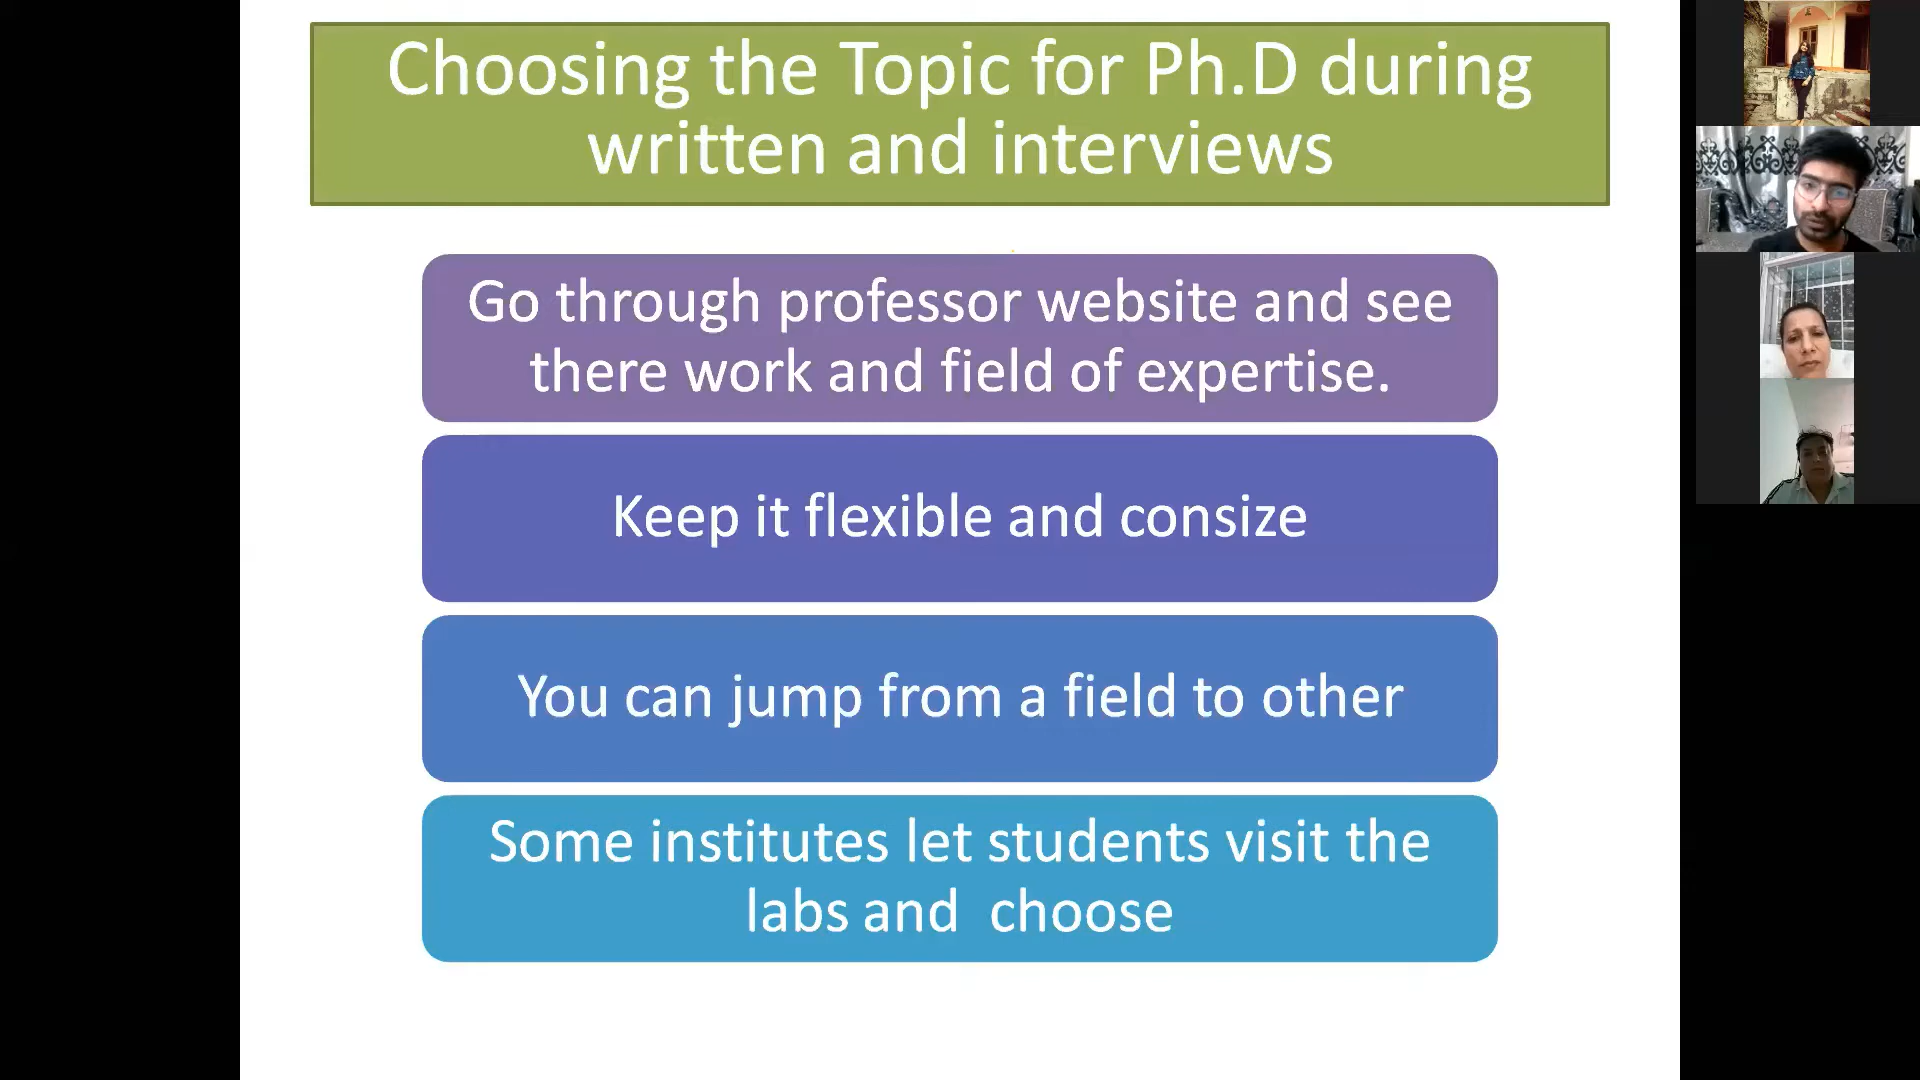 Choosing the Topic for Ph.D during
written and interviews
Go through professor website and see
there work and field of expertise.
Keep it flexible and consize
You can jump from a field to other
Some institutes let students visit the
labs and  choose